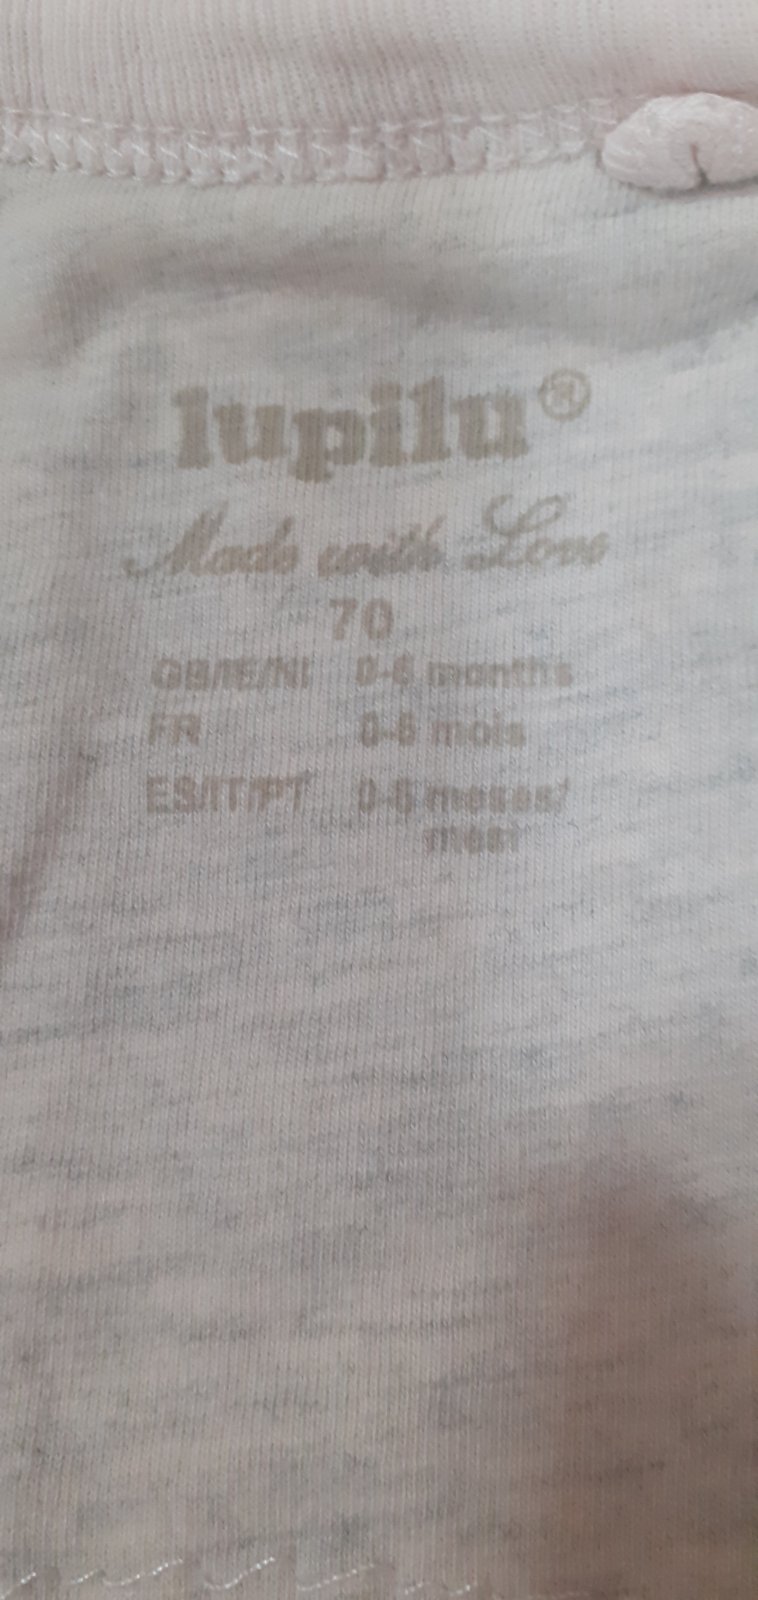 lupilu®
Made with Love
70
GB/IE/NI 0-6 months
FR 0-6 mois
ES/IT/PT 0-6 meses/
mesi